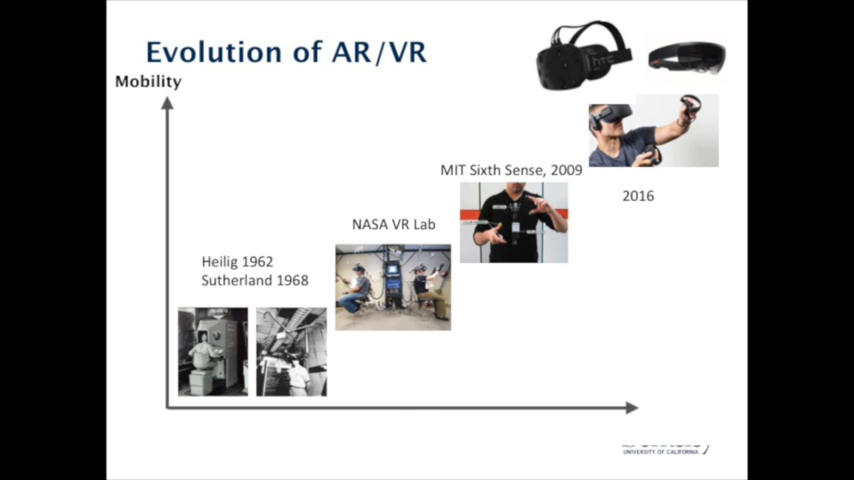 Evolution of AR/VR
Mobility
MIT Sixth Sense, 2009
2016
NASA VR Lab
Heilig 1962
Sutherland 1968
hTC
UNIVERSITY OF CALIFORNIA